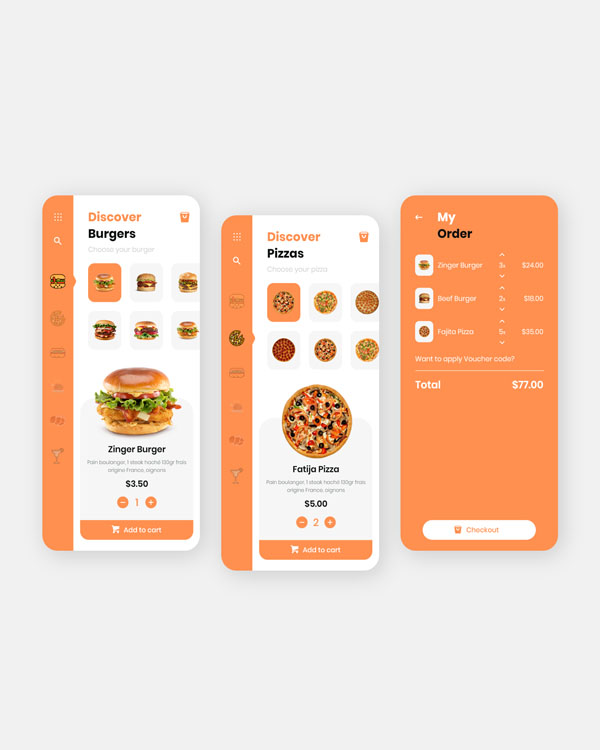 Discover
Burgers
Choose your burger
Zinger Burger
Pain boulanger, 1 steak haché 130gr frais
origine France, oignons
$3.50
1
Add to cart
Discover
Pizzas
Choose your pizza
Fatija Pizza
Pain boulanger, 1 steak haché 130gr frais
origine France, oignons
$5.00
2
Add to cart
My
Order
Zinger Burger 3x $24.00
Beef Burger 2x $18.00
Fajita Pizza 5x $35.00
Want to apply Voucher code?
Total $77.00
Checkout